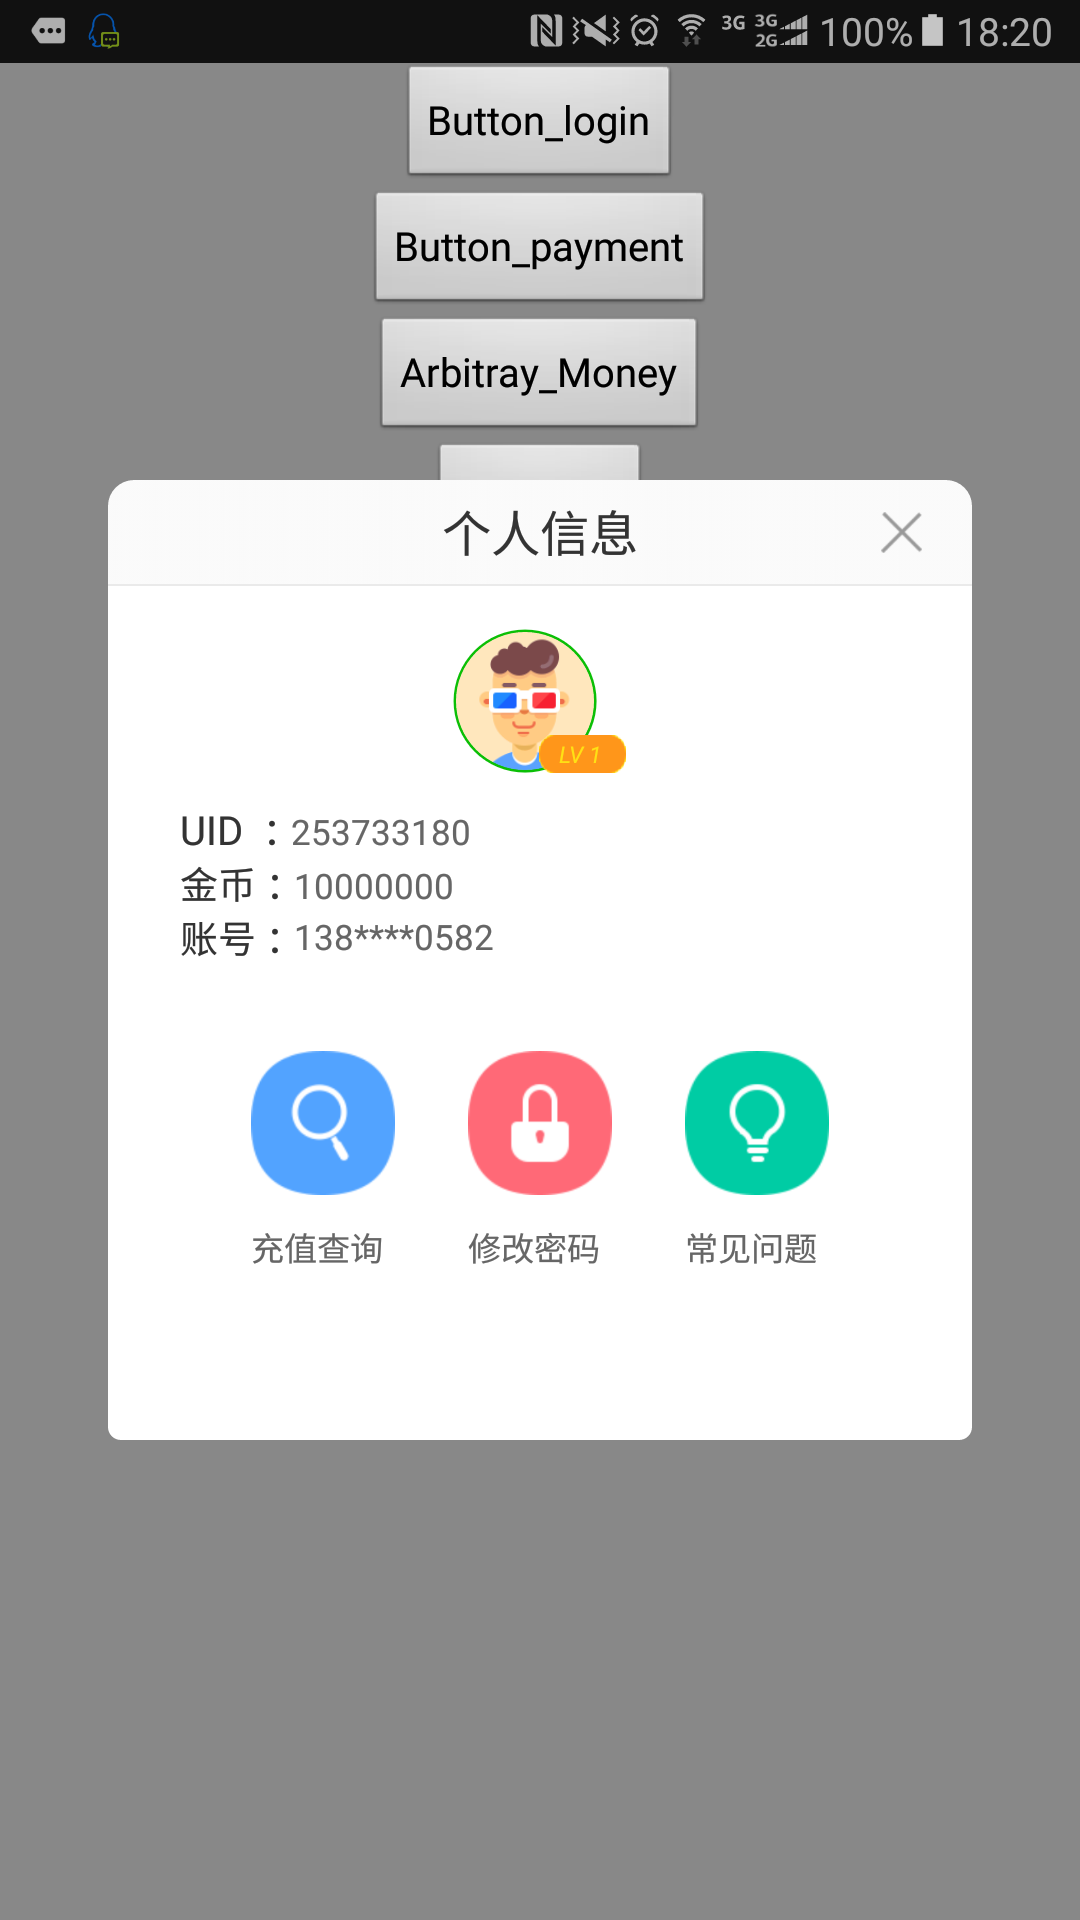 3G 3G 2G 100% 18:20
Button_login
Button_payment
Arbitray_Money
个人信息
LV 1
UID ：253733180
金币：10000000
账号：138****0582
充值查询 修改密码 常见问题